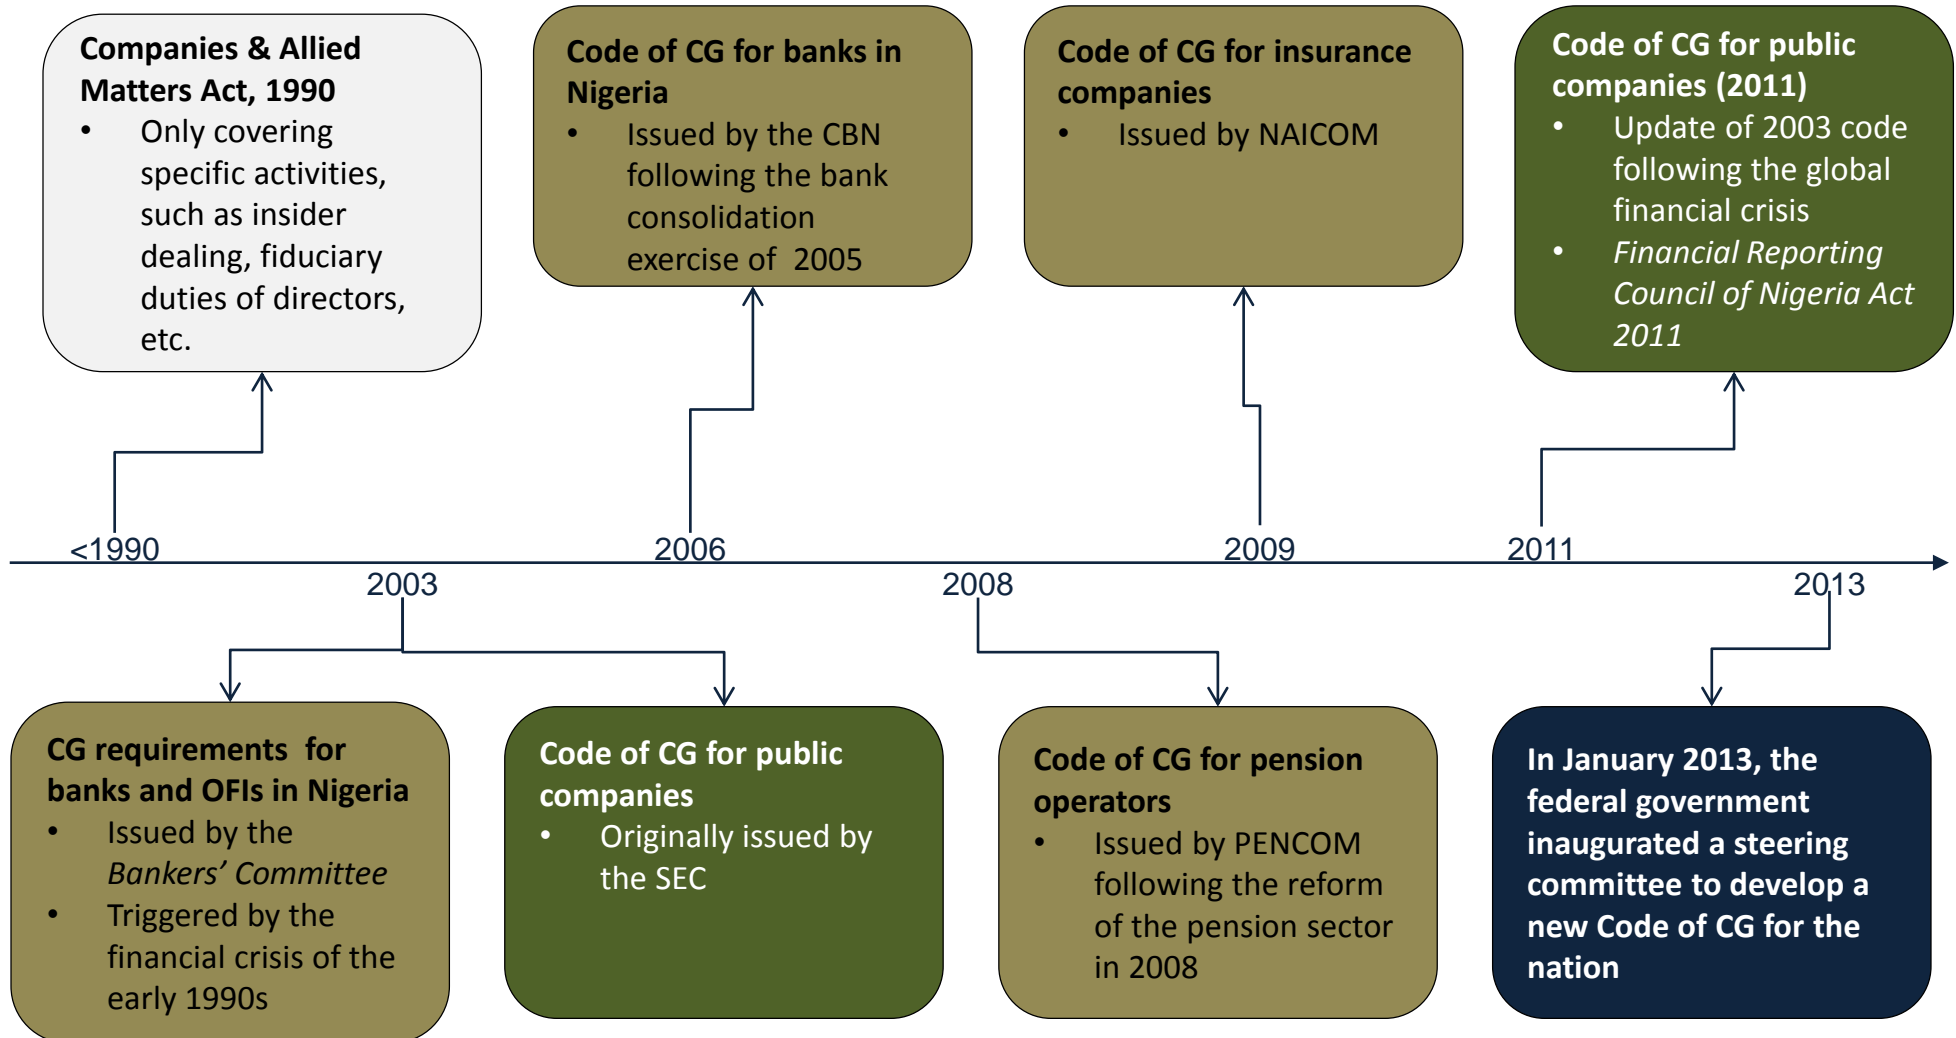 Companies & Allied
Matters Act, 1990
• Only covering
specific activities,
such as insider
dealing, fiduciary
duties of directors,
etc.
Code of CG for banks in
Nigeria
• Issued by the CBN
following the bank
consolidation
exercise of 2005
Code of CG for insurance
companies
• Issued by NAICOM
Code of CG for public
companies (2011)
• Update of 2003 code
following the global
financial crisis
• Financial Reporting
Council of Nigeria Act
2011
<1990
2006
2009
2011
2003
2008
2013
CG requirements for
banks and OFIs in Nigeria
• Issued by the
Bankers’ Committee
• Triggered by the
financial crisis of the
early 1990s
Code of CG for public
companies
• Originally issued by
the SEC
Code of CG for pension
operators
• Issued by PENCOM
following the reform
of the pension sector
in 2008
In January 2013, the
federal government
inaugurated a steering
committee to develop a
new Code of CG for the
nation